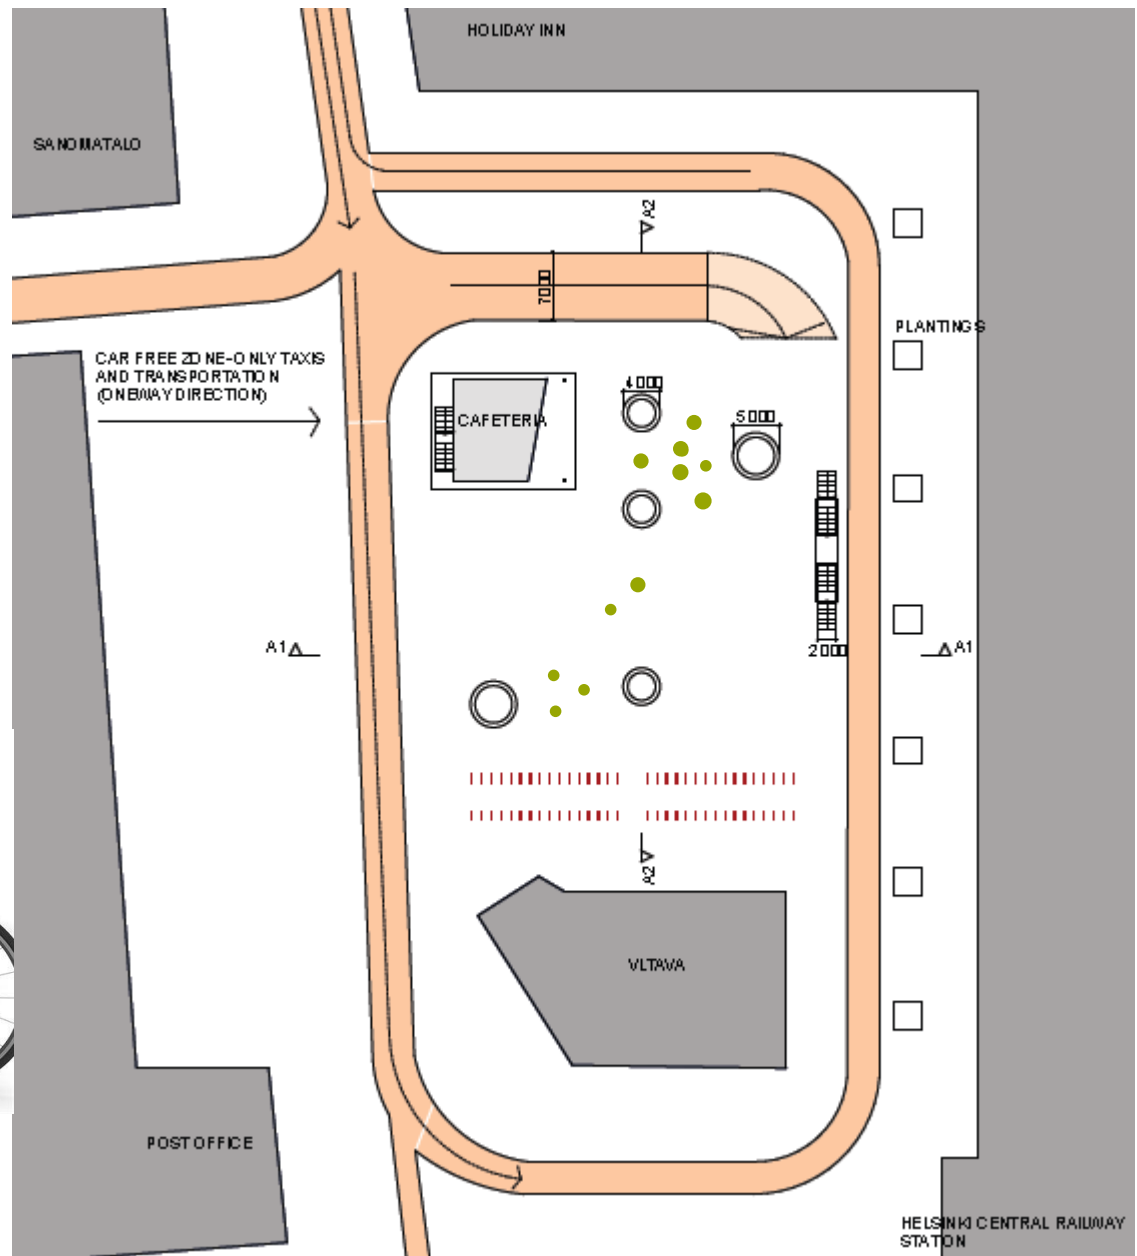 HOLIDAY INN
SANOMATALO
A2
7000
PLANTINGS
CAR FREE ZONE-ONLY TAXIS
AND TRANSPORTATION
(ONEWAY DIRECTION)
4000
5000
CAFETERIA
A1
2000
A1
A2
VLTAVA
POST OFFICE
HELSINKI CENTRAL RAILWAY
STATION